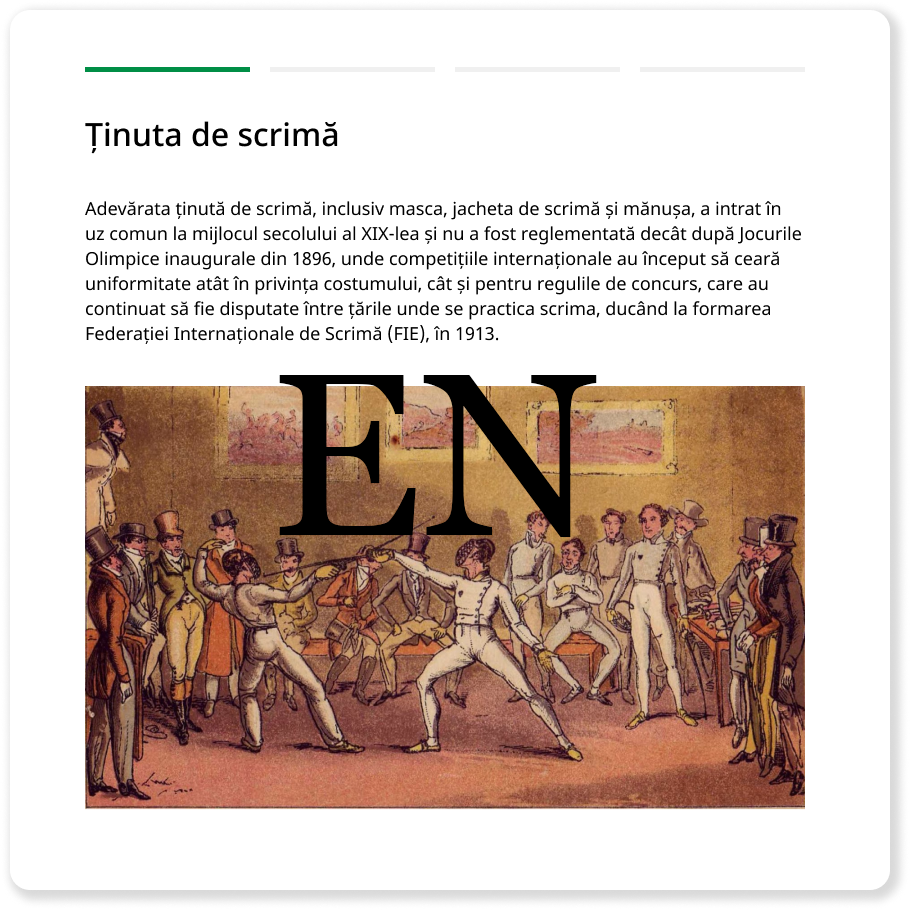 Ținuta de scrimă
Adevărata ținută de scrimă, inclusiv masca, jacheta de scrimă și mănușa, a intrat în
uz comun la mijlocul secolului al XIX-lea și nu a fost reglementată decât după Jocurile
Olimpice inaugurale din 1896, unde competițiile internaționale au început să ceară
uniformitate atât în privința costumului, cât și pentru regulile de concurs, care au
continuat să fie disputate între țările unde se practica scrima, ducând la formarea
Federației Internaționale de Scrimă (FIE), în 1913.
EN